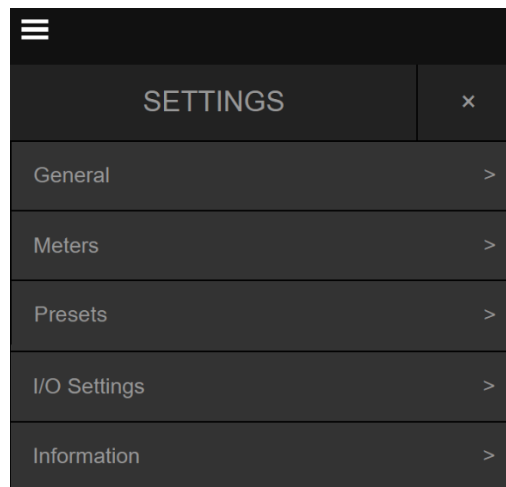 SETTINGS ×
General >
Meters >
Presets >
I/O Settings >
Information >